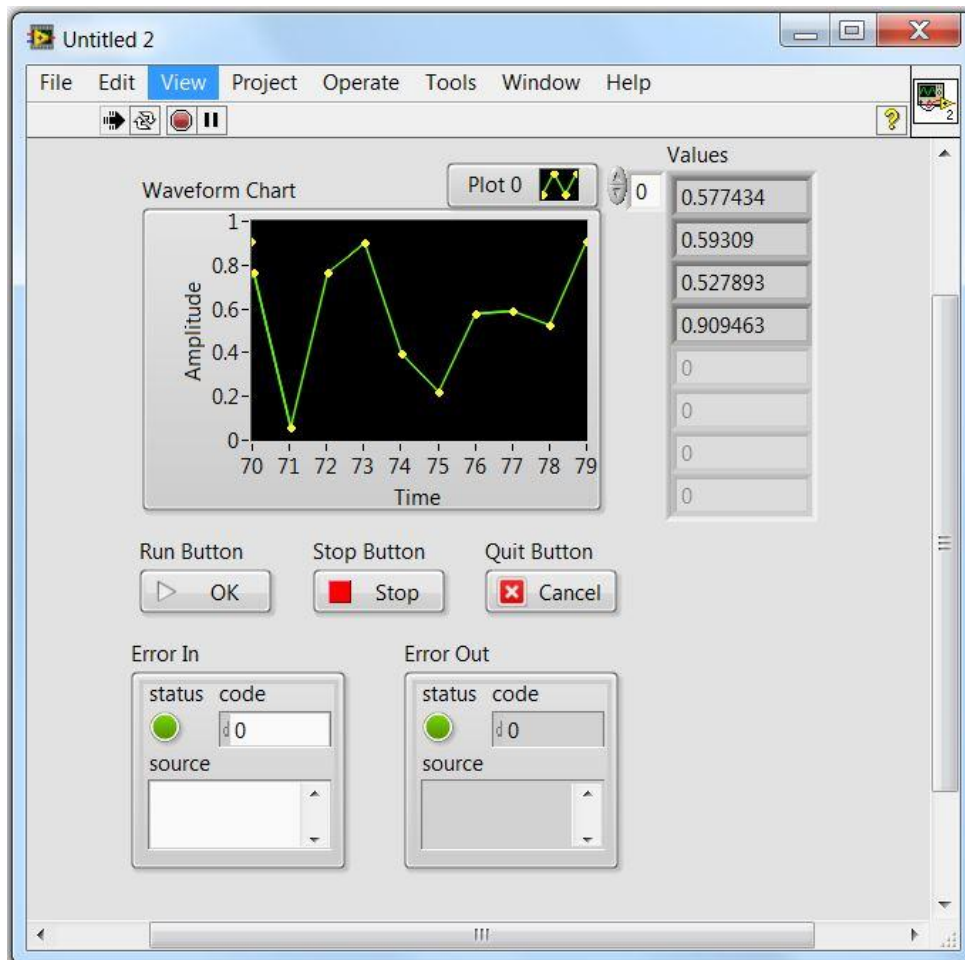 Untitled 2
File Edit View Project Operate Tools Window Help
2
Values
Waveform Chart
Plot 0
0
0.577434
0.59309
0.527893
0.909463
0
0
0
0
Amplitude
1
0.8
0.6
0.4
0.2
0
70 71 72 73 74 75 76 77 78 79
Time
Run Button Stop Button Quit Button
OK Stop Cancel
Error In Error Out
status code status code
d 0 d 0
source source